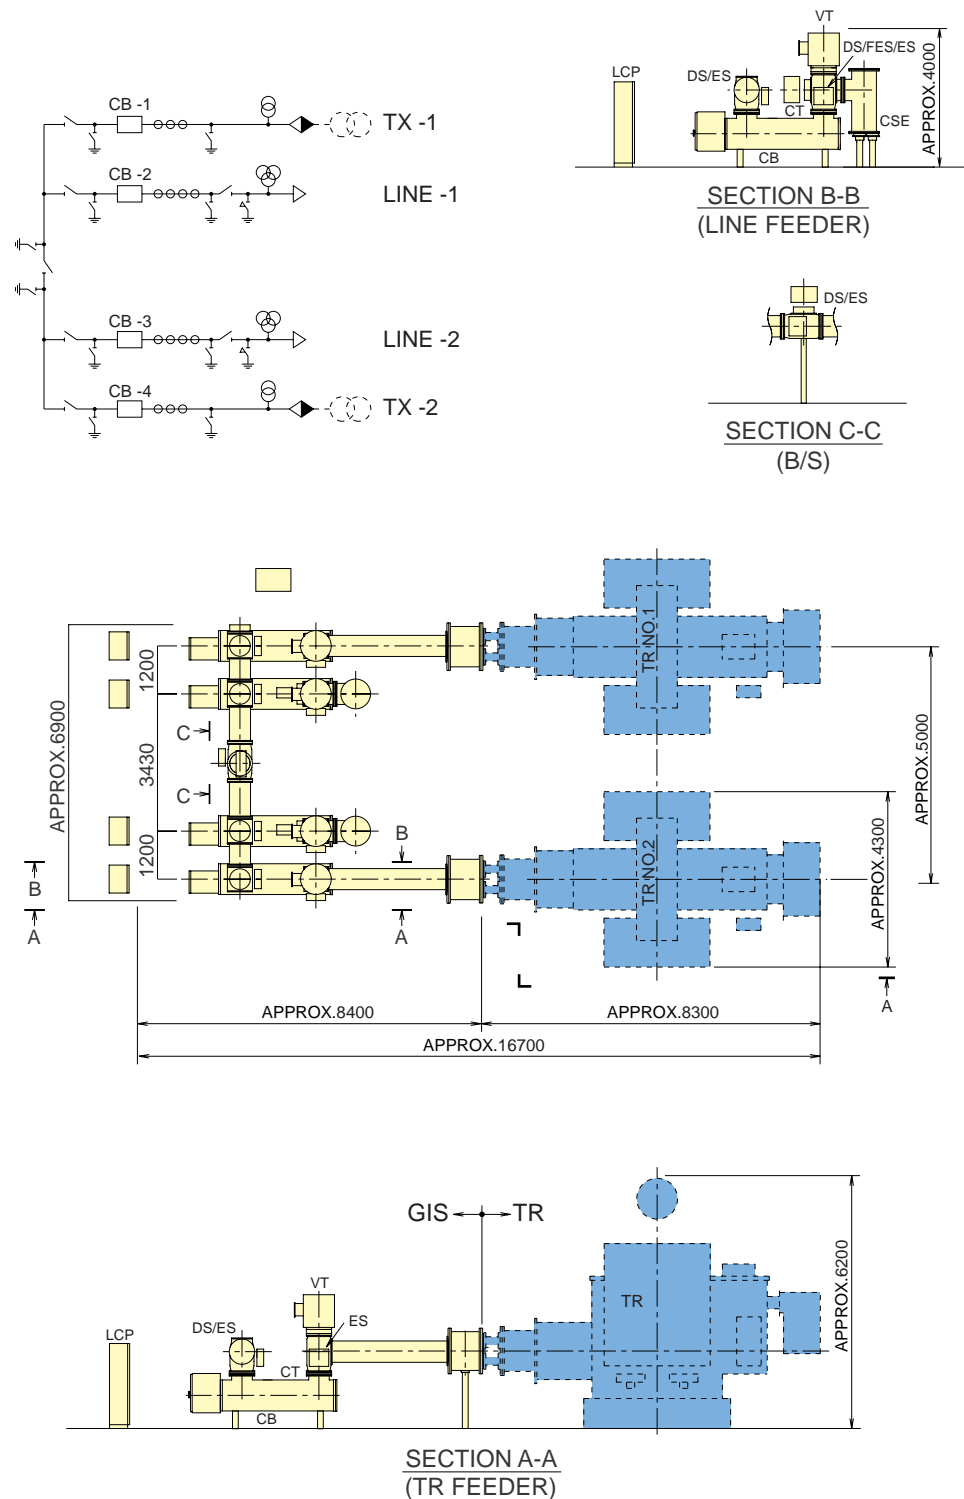 CB -1
TX -1
CB -2
LINE -1
CB -3
LINE -2
CB -4
TX -2
VT
DS/FES/ES
LCP
DS/ES
CT
CSE
CB
APPROX.4000
SECTION B-B
(LINE FEEDER)
DS/ES
SECTION C-C
(B/S)
APPROX.6900
1200
3430
1200
C
C
B
B
A
A
TR NO.1
TR NO.2
APPROX.5000
APPROX.4300
A
APPROX.8400
APPROX.8300
APPROX.16700
GIS
TR
VT
ES
DS/ES
LCP
CT
CB
TR
APPROX.6200
SECTION A-A
(TR FEEDER)